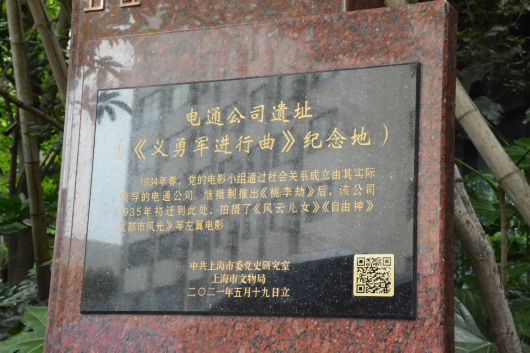 电通公司遗址
(《义勇军进行曲》纪念地)
1934年春,党的电影小组通过社会关系成立由其实际
领导的电通公司。继摄制推出《桃李劫》后,该公司
1935年初迁到此处,拍摄了《风云儿女》《自由神》
《都市风光》等左翼电影
中共上海市委党史研究室
上海市文物局
二〇二一年五月十九日立